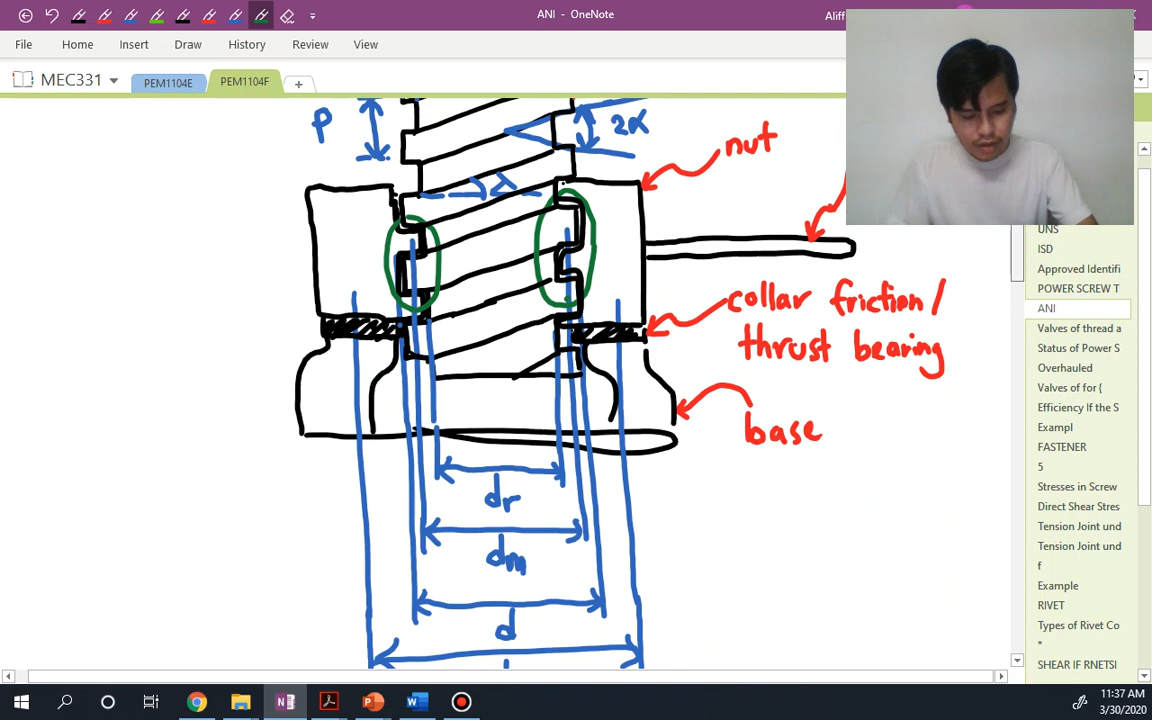 ANI - OneNote
Aliff
File Home Insert Draw History Review View
MEC331
PEM1104E
PEM1104F
P
2α
λ
nut
collar friction /
thrust bearing
base
dr
dm
d
UNS
ISD
Approved Identifi
POWER SCREW T
ANI
Valves of thread a
Status of Power S
Overhauled
Valves of for {
Efficiency If the S
Exampl
FASTENER
5
Stresses in Screw
Direct Shear Stres
Tension Joint und
Tension Joint und
f
Example
RIVET
Types of Rivet Co
*
SHEAR IF RNETSI
11:37 AM
3/30/2020